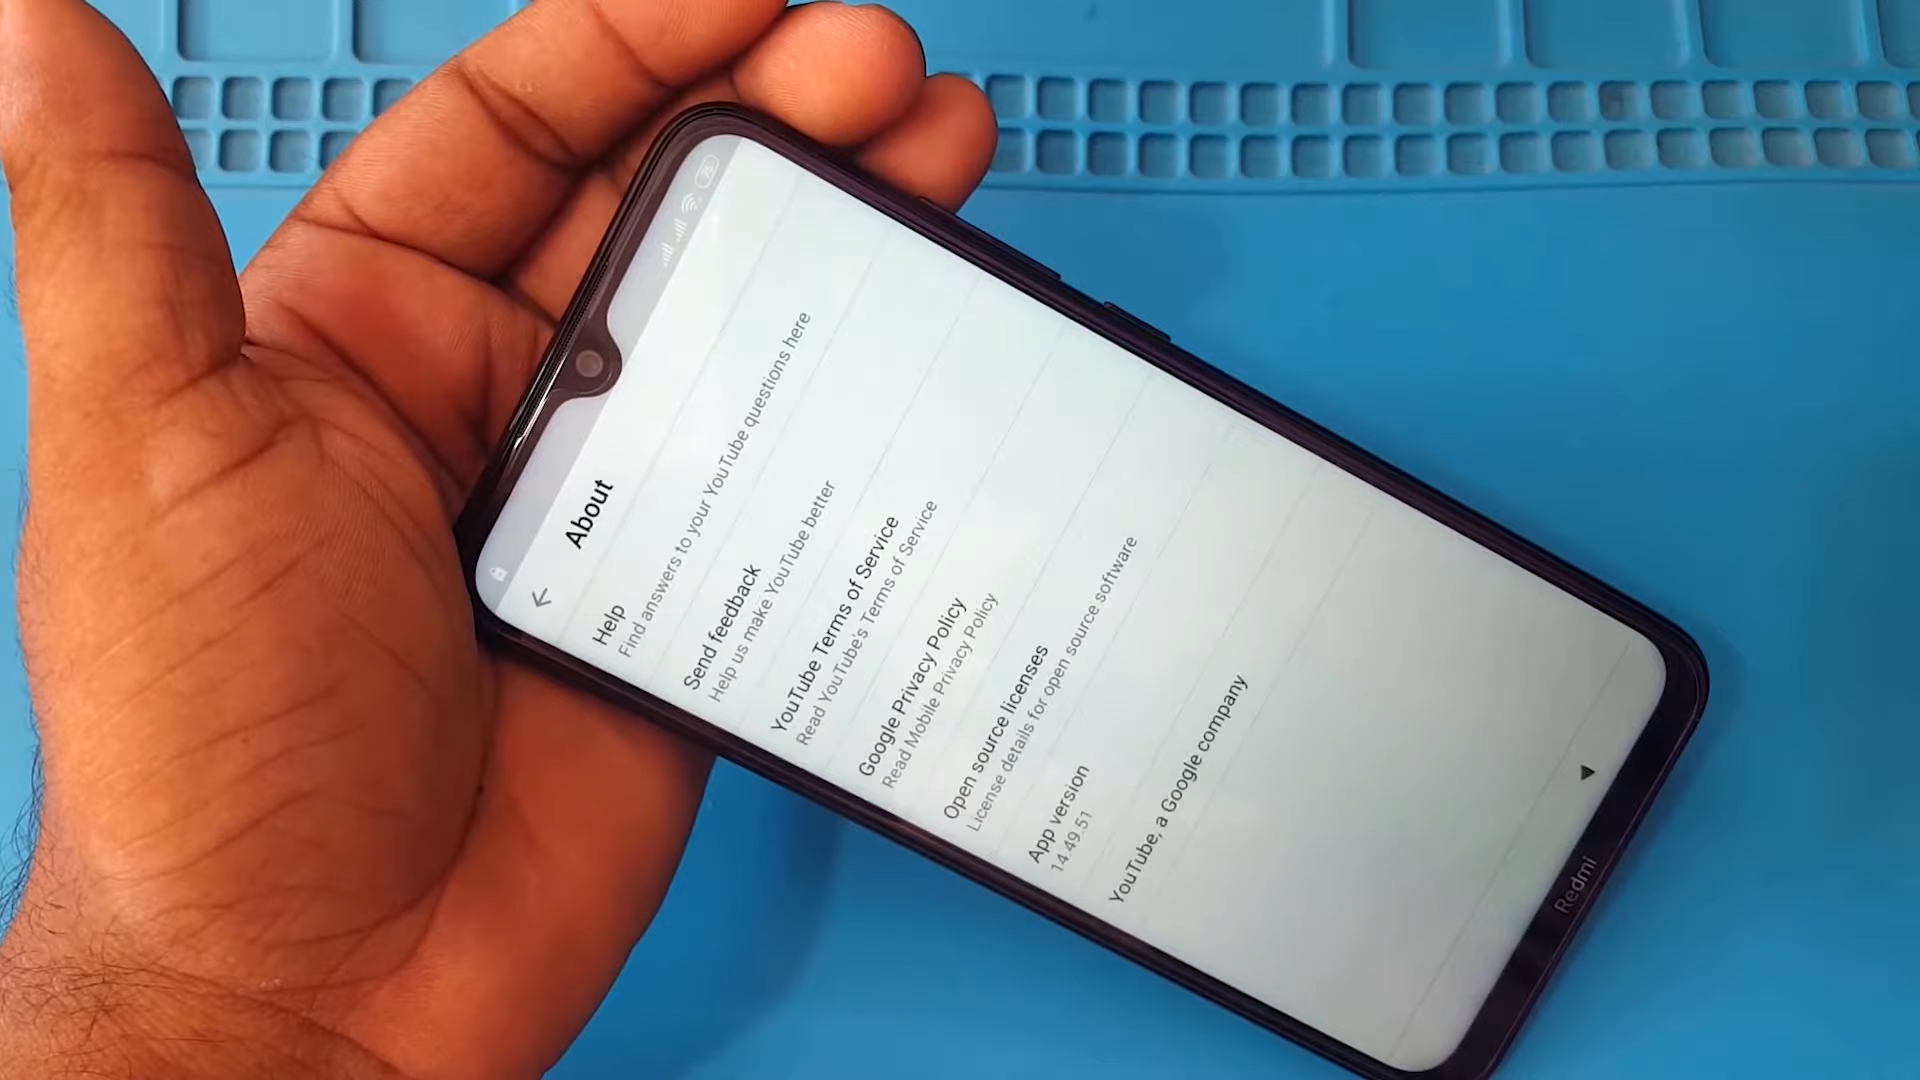 About
Help
Find answers to your YouTube questions here
Send feedback
Help us make YouTube better
YouTube Terms of Service
Read YouTube's Terms of Service
Google Privacy Policy
Read Mobile Privacy Policy
Open source licenses
License details for open source software
App version
14.49.51
YouTube, a Google company
Redmi